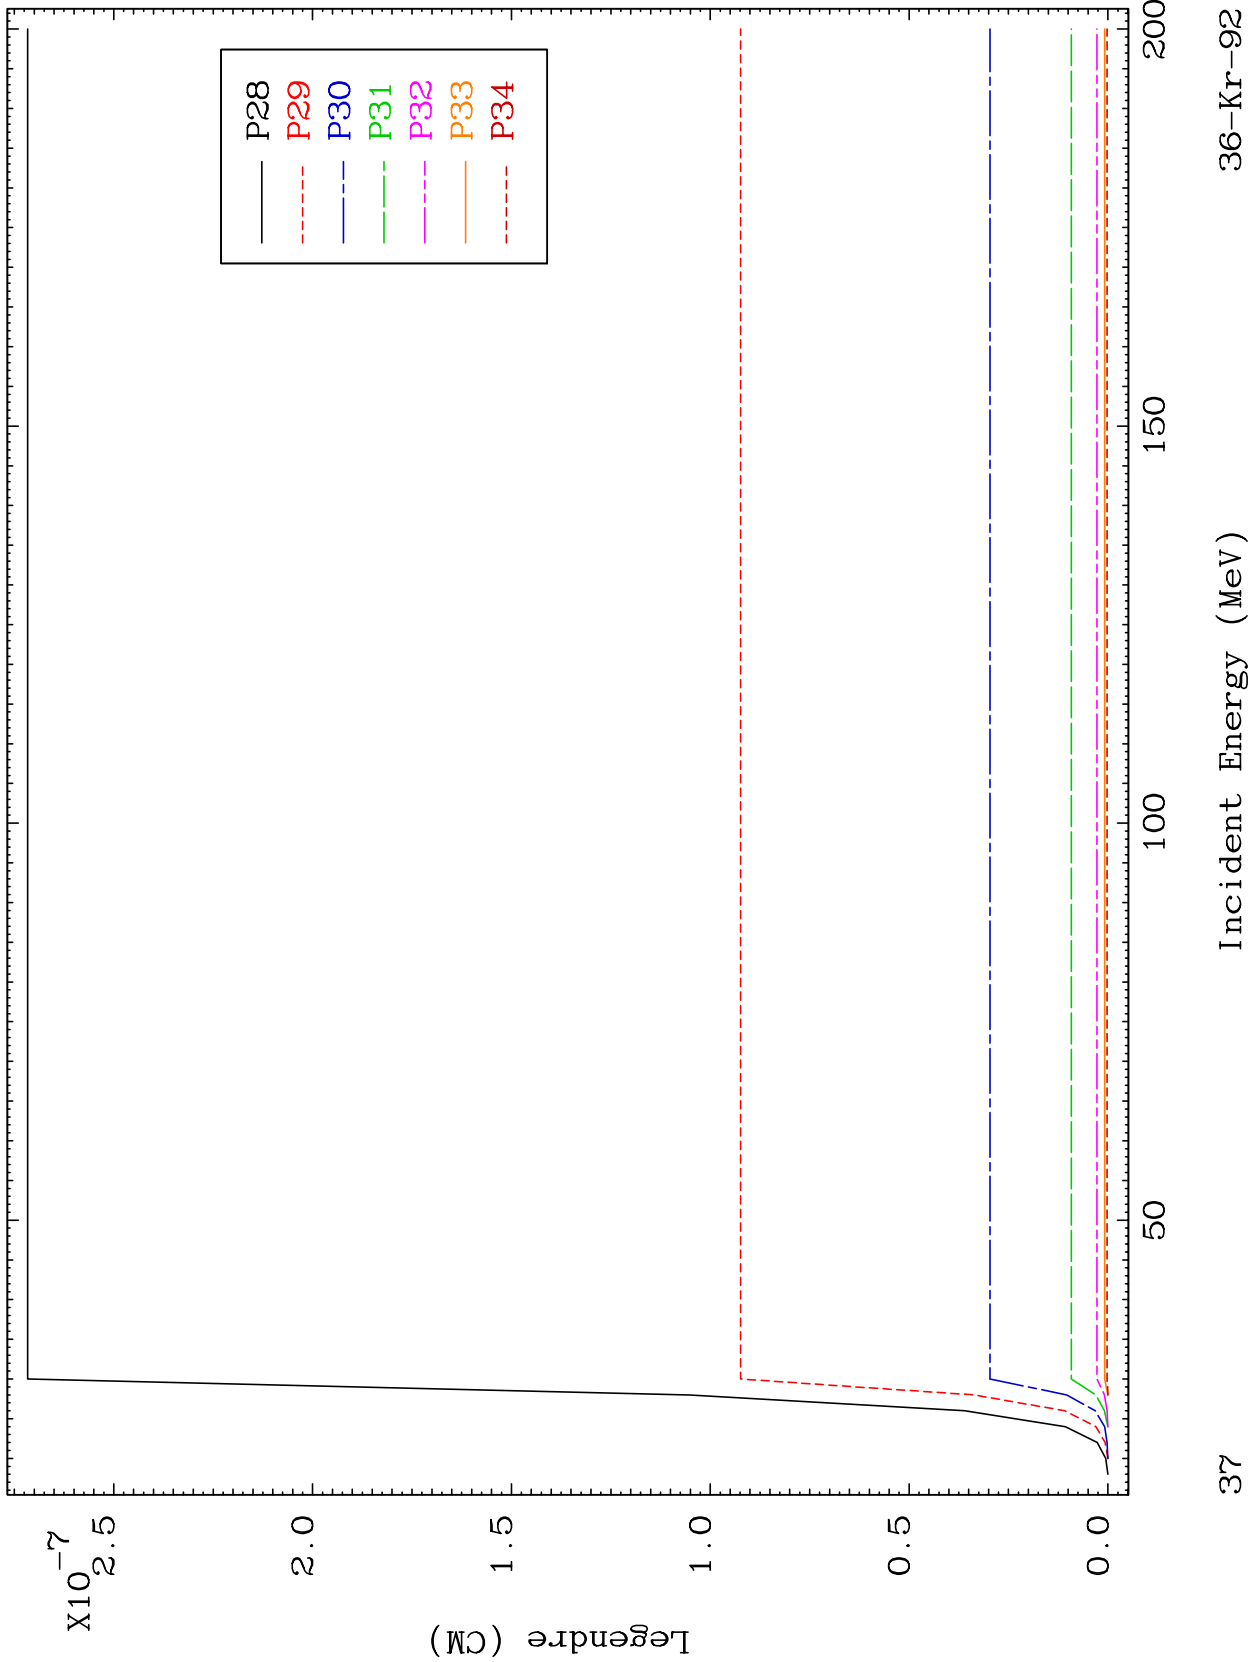 X10-7
2.5
2.0
1.5
1.0
0.5
0.0
Legendre (CM)
P28
P29
P30
P31
P32
P33
P34
50
100
150
200
Incident Energy (MeV)
37
36-Kr-92